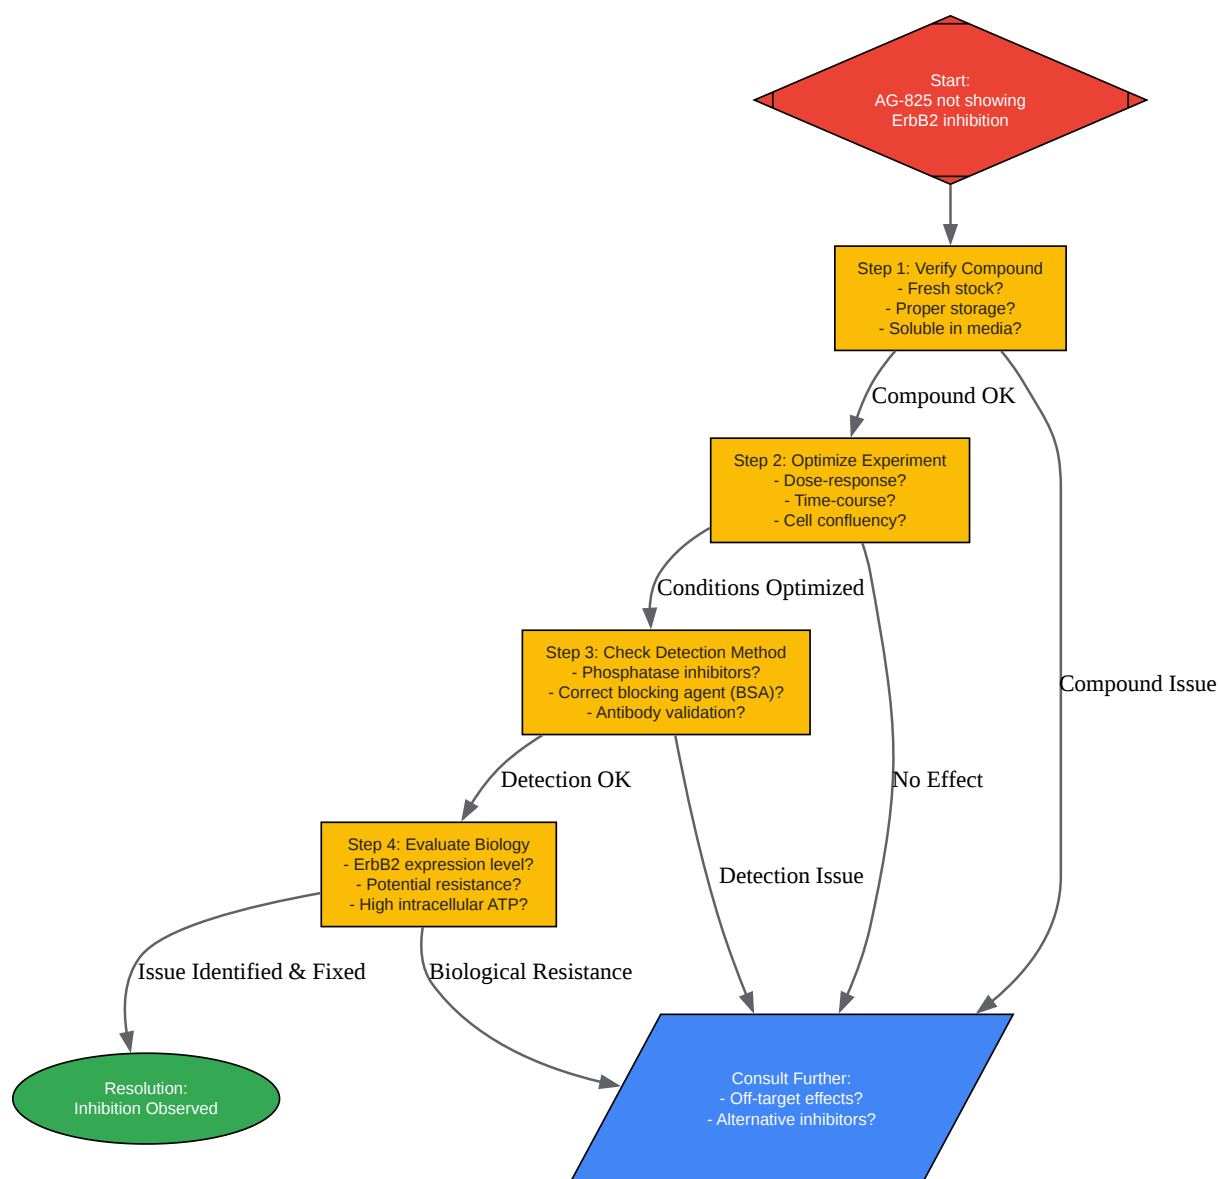 Start:
AG-825 not showing
ErbB2 inhibition
Step 1: Verify Compound
- Fresh stock?
- Proper storage?
- Soluble in media?
Compound OK
Step 2: Optimize Experiment
- Dose-response?
- Time-course?
- Cell confluency?
Conditions Optimized
Step 3: Check Detection Method
- Phosphatase inhibitors?
- Correct blocking agent (BSA)?
- Antibody validation?
Compound Issue
Detection OK
No Effect
Step 4: Evaluate Biology
- ErbB2 expression level?
- Potential resistance?
- High intracellular ATP?
Detection Issue
Issue Identified & Fixed
Biological Resistance
Resolution:
Inhibition Observed
Consult Further:
- Off-target effects?
- Alternative inhibitors?